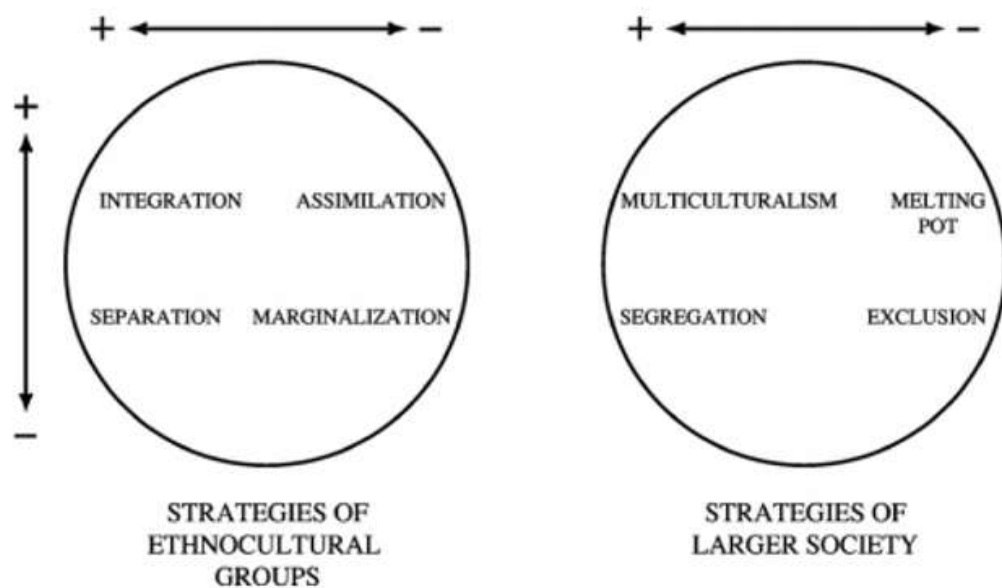 + −
+ −
+
INTEGRATION ASSIMILATION
MULTICULTURALISM MELTING
POT
SEPARATION MARGINALIZATION
SEGREGATION EXCLUSION
−
STRATEGIES OF
ETHNOCULTURAL
GROUPS
STRATEGIES OF
LARGER SOCIETY